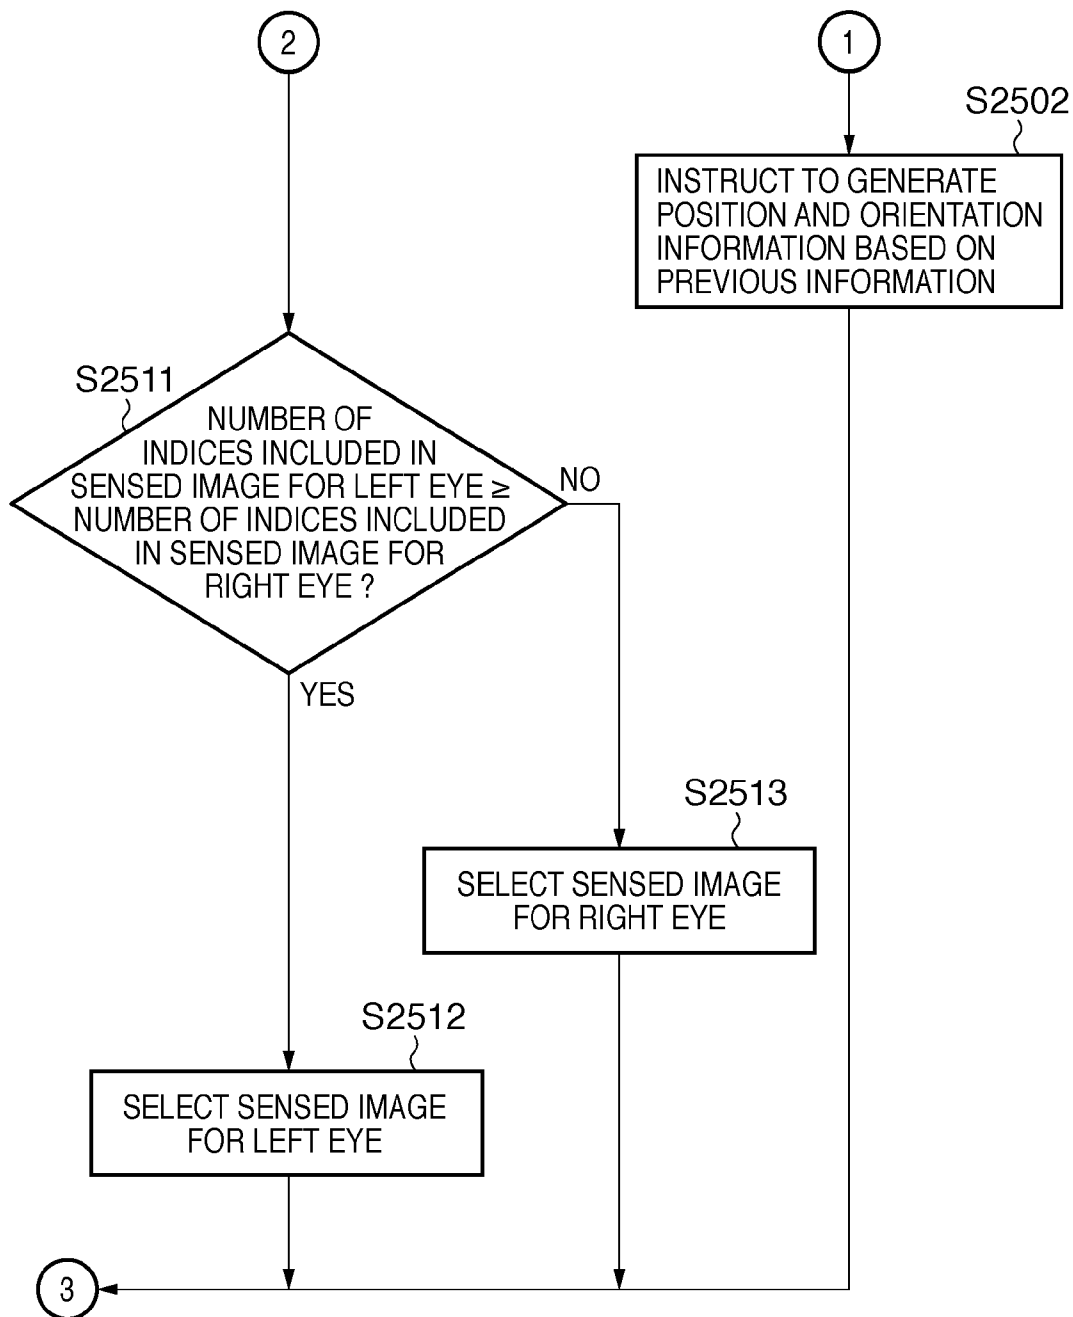 2
1
S2502
INSTRUCT TO GENERATE
POSITION AND ORIENTATION
INFORMATION BASED ON
PREVIOUS INFORMATION
S2511
NUMBER OF
INDICES INCLUDED IN
SENSED IMAGE FOR LEFT EYE ≥
NUMBER OF INDICES INCLUDED
IN SENSED IMAGE FOR
RIGHT EYE ?
NO
YES
S2513
SELECT SENSED IMAGE
FOR RIGHT EYE
S2512
SELECT SENSED IMAGE
FOR LEFT EYE
3